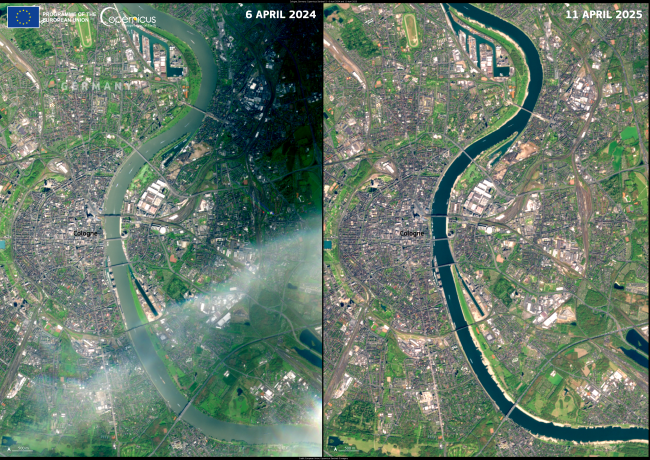 PROGRAMME OF THE
EUROPEAN UNION
Copernicus
6 APRIL 2024
11 APRIL 2025
GERMANY
Cologne
Cologne